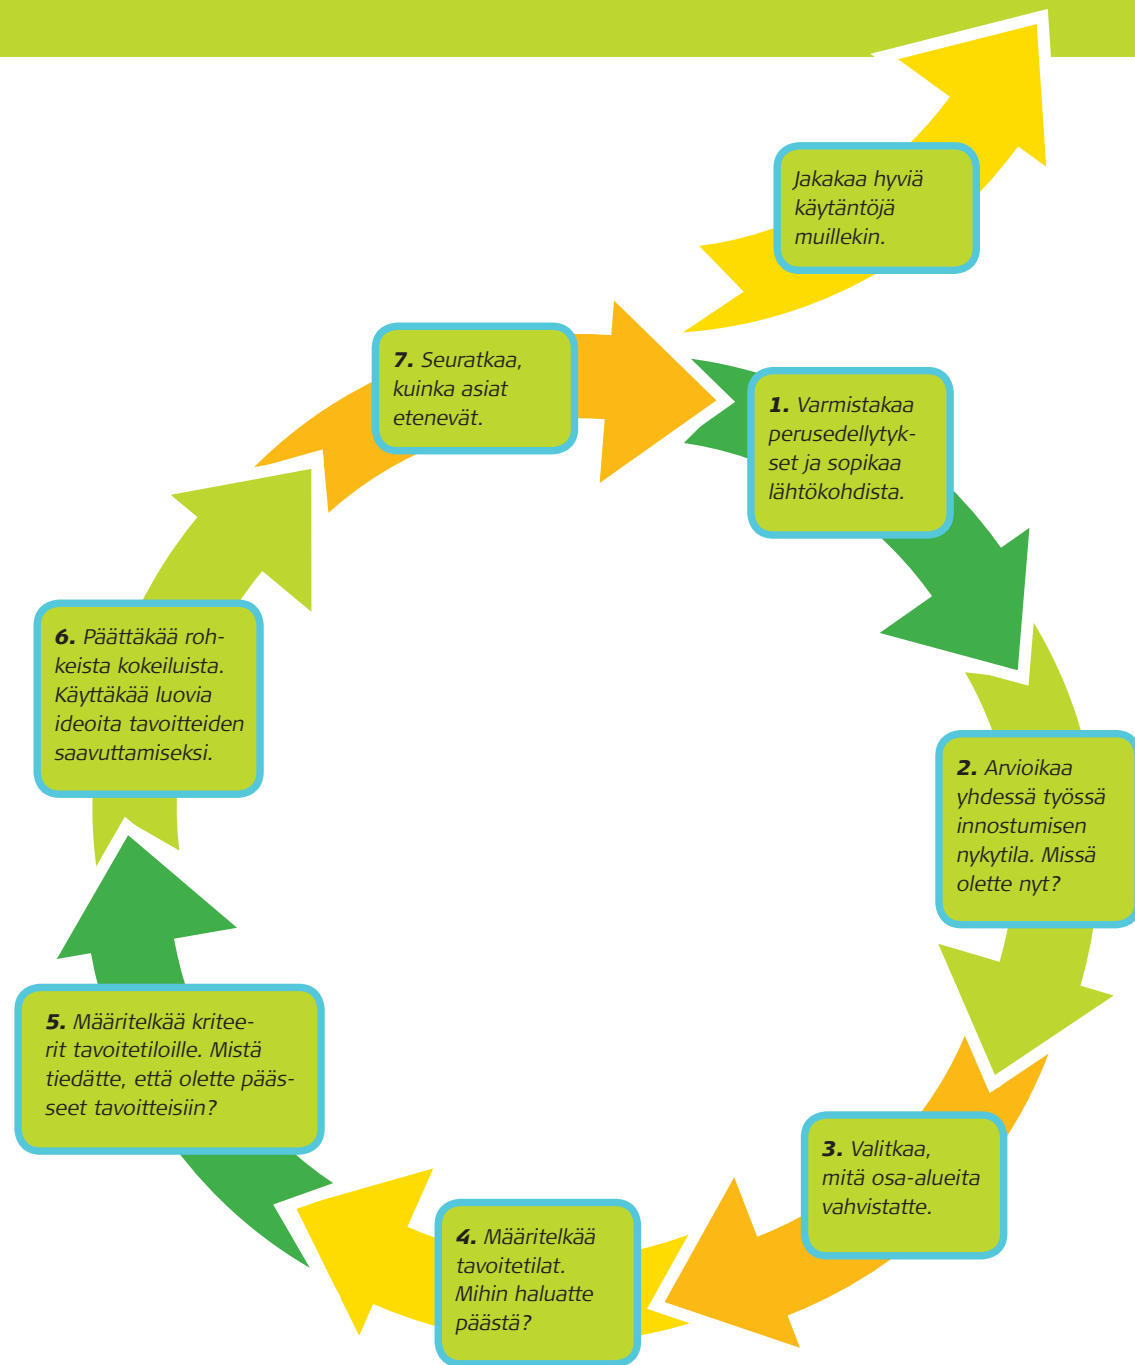 Jakakaa hyviä
käytäntöjä
muillekin.
1. Varmistakaa
perusedellytyk-
set ja sopikaa
lähtökohdista.
2. Arvioikaa
yhdessä työssä
innostumisen
nykytila. Missä
olette nyt?
3. Valitkaa,
mitä osa-alueita
vahvistatte.
4. Määritelkää
tavoitetilat.
Mihin haluatte
päästä?
5. Määritelkää kritee-
rit tavoitetiloille. Mistä
tiedätte, että olette pääs-
seet tavoitteisiin?
6. Päättäkää roh-
keista kokeiluista.
Käyttäkää luovia
ideoita tavoitteiden
saavuttamiseksi.
7. Seuratkaa,
kuinka asiat
etenevät.